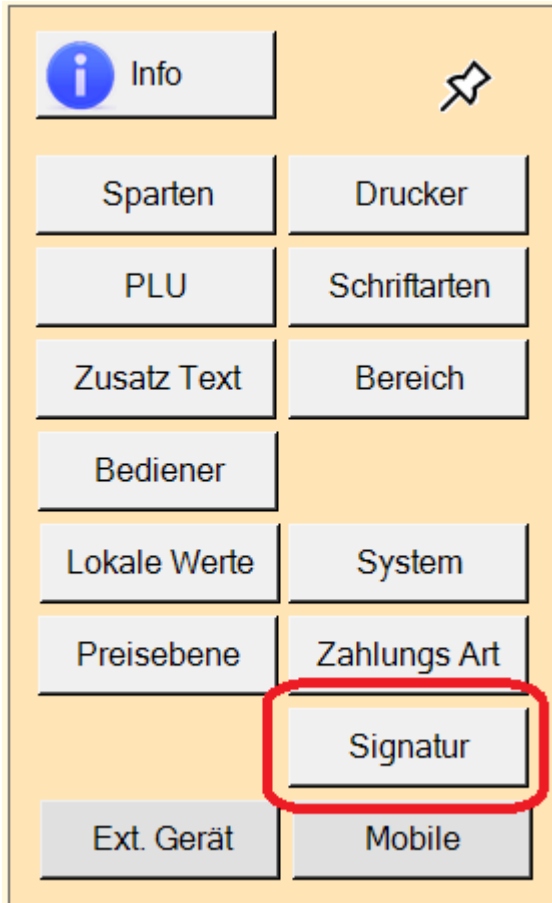 Info
Sparten Drucker
PLU Schriftarten
Zusatz Text Bereich
Bediener
Lokale Werte System
Preisebene Zahlungs Art
Signatur
Ext. Gerät Mobile